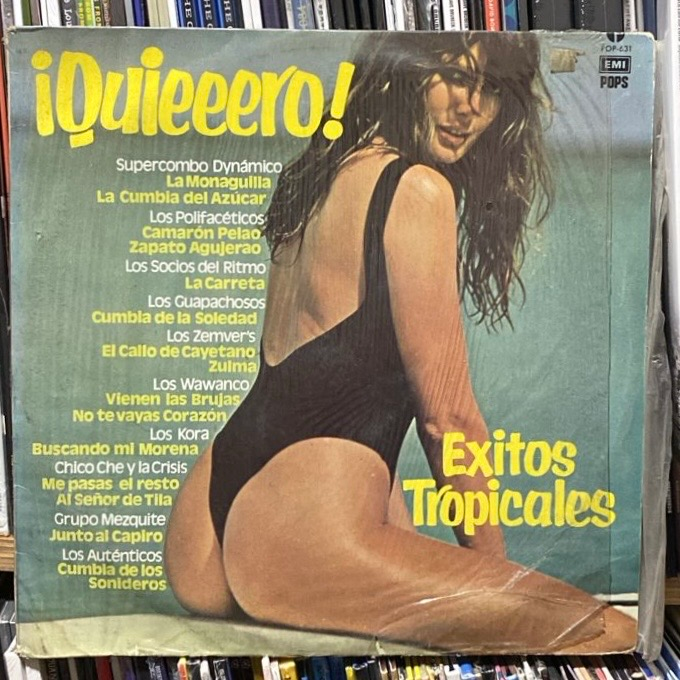 ¡Quieeero!
POP-631
EMI
POPS
Supercombo Dynámico
La Monaguilla
La Cumbia del Azúcar
Los Polifacéticos
Camarón Pelao
Zapato Agujerao
Los Socios del Ritmo
La Carreta
Los Guapachosos
Cumbia de la Soledad
Los Zemver's
El Callo de Cayetano
Zulma
Los Wawanco
Vienen las Brujas
No te vayas Corazón
Los Kora
Buscando mi Morena
Chico Che y la Crisis
Me pasas el resto
Al Señor de Tila
Grupo Mezquite
Junto al Capiro
Los Auténticos
Cumbia de los
Sonideros
Exitos
Tropicales